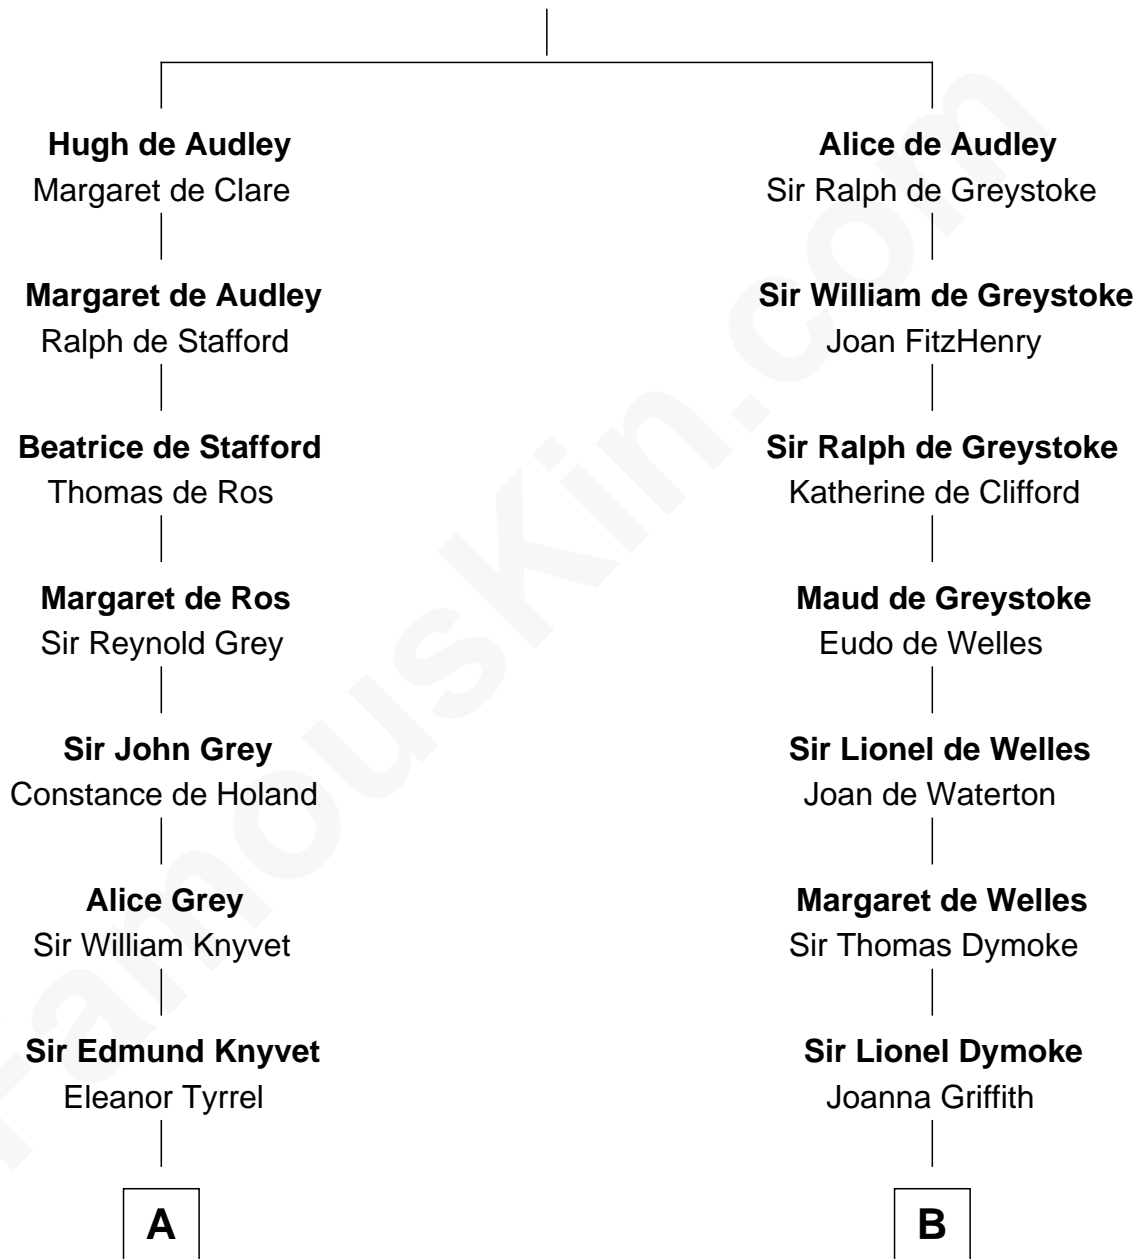 Hugh de Audley
Margaret de Clare
Margaret de Audley
Ralph de Stafford
Beatrice de Stafford
Thomas de Ros
Margaret de Ros
Sir Reynold Grey
Sir John Grey
Constance de Holand
Alice Grey
Sir William Knyvet
Sir Edmund Knyvet
Eleanor Tyrrel
A
Alice de Audley
Sir Ralph de Greystoke
Sir William de Greystoke
Joan FitzHenry
Sir Ralph de Greystoke
Katherine de Clifford
Maud de Greystoke
Eudo de Welles
Sir Lionel de Welles
Joan de Waterton
Margaret de Welles
Sir Thomas Dymoke
Sir Lionel Dymoke
Joanna Griffith
B
FamousKin.com